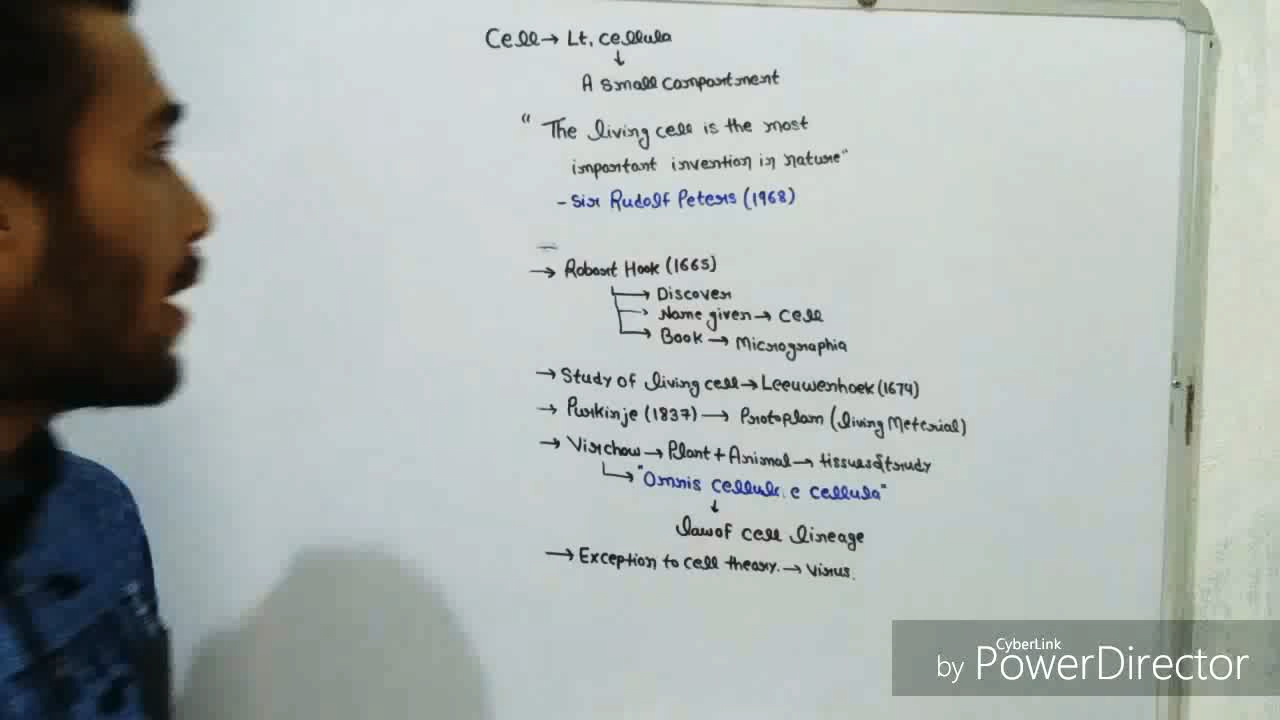 Cell → Lt. cellula
↓
A small compartment
" The living cell is the most
important invention in nature"
- Sir Rudolf Peters (1968)
→ Robert Hook (1665)
→ Discover
→ Name given → Cell
→ Book → Micrographia
→ Study of living cell → Leeuwenhoek (1674)
→ Purkinje (1837) → Protoplam (living Meterial)
→ Virchow → Plant + Animal → tissues study
→ "Omnis cellula e cellula"
↓
law of cell lineage
→ Exception to cell theory. → Virus.
CyberLink
by PowerDirector